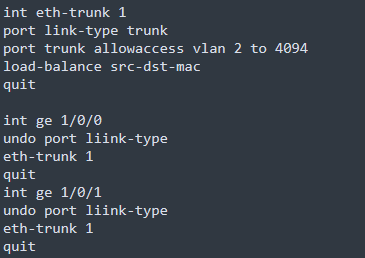 int eth-trunk 1
port link-type trunk
port trunk allowaccess vlan 2 to 4094
load-balance src-dst-mac
quit

int ge 1/0/0
undo port liink-type
eth-trunk 1
quit
int ge 1/0/1
undo port liink-type
eth-trunk 1
quit